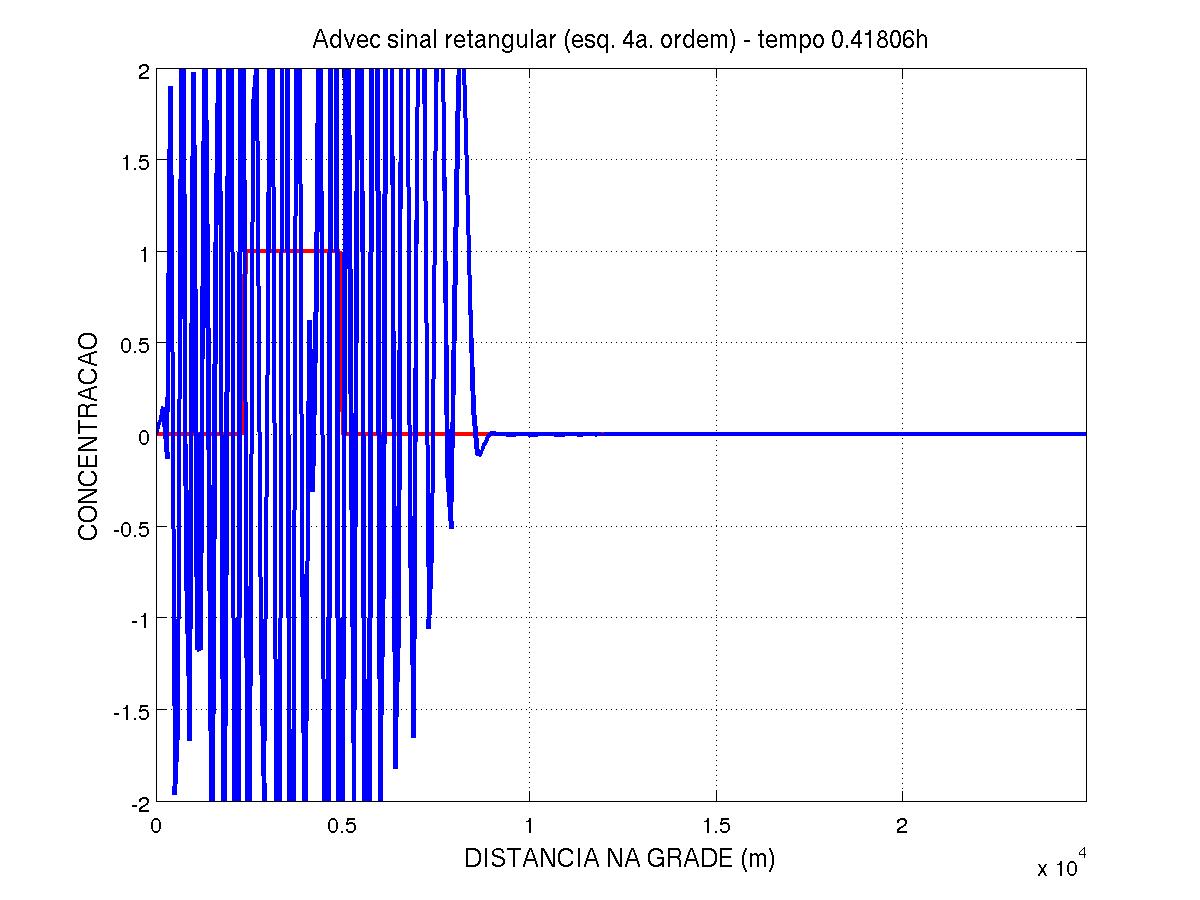 Advec sinal retangular (esq. 4a. ordem) - tempo 0.41806h
2
1.5
1
0.5
0
-0.5
-1
-1.5
-2
CONCENTRACAO
0 0.5 1 1.5 2
DISTANCIA NA GRADE (m)
x 10^4